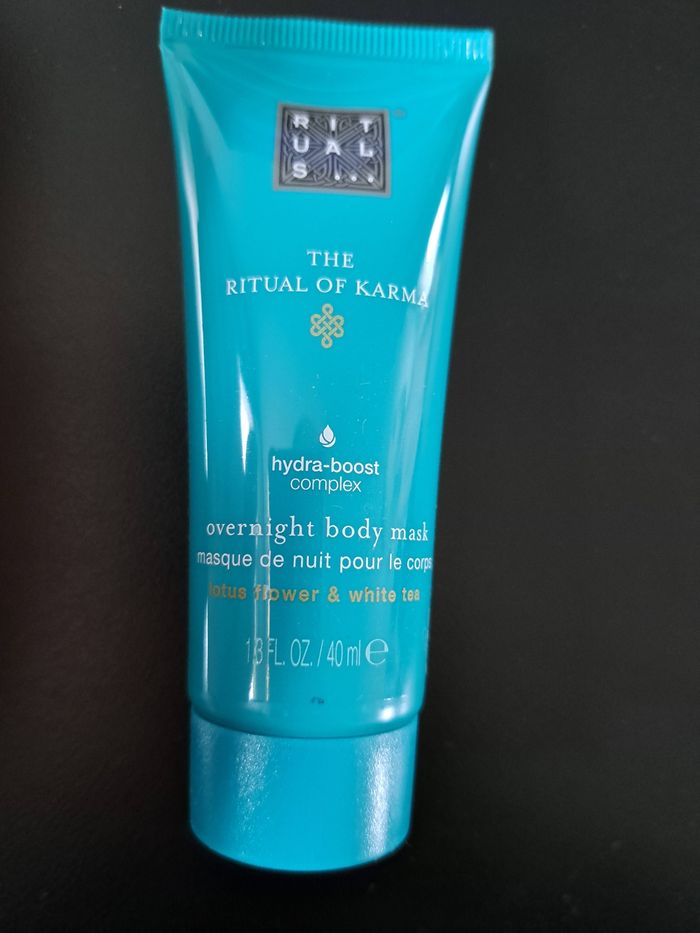 RIT
UAL
S...
THE
RITUAL OF KARMA
hydra-boost
complex
overnight body mask
masque de nuit pour le corps
lotus flower & white tea
1.3 FL. OZ. / 40 ml e